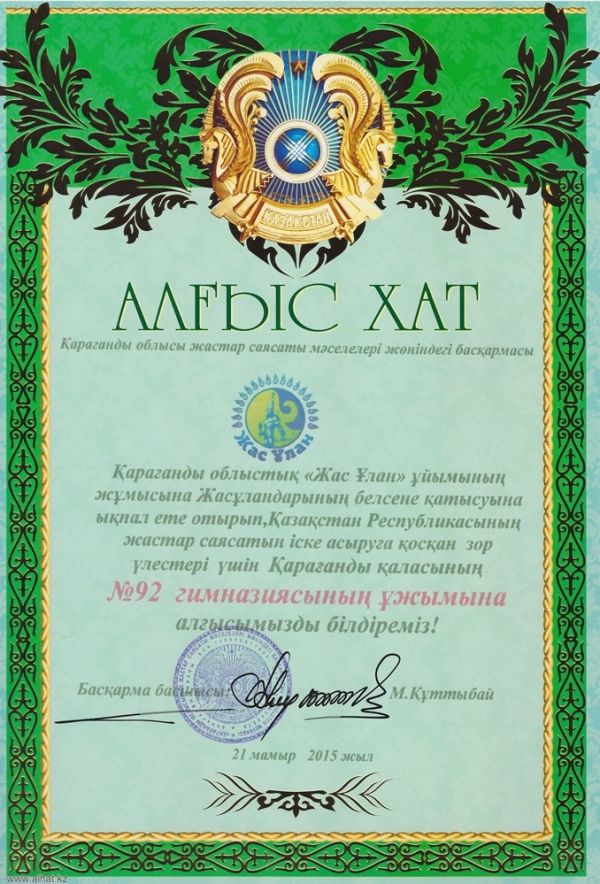 ҚАЗАҚСТАН
АЛҒЫС ХАТ
Қарағанды облысы жастар саясаты мәселелері жөніндегі басқармасы
Жас Ұлан
Қарағанды облыстық «Жас Ұлан» ұйымының
жұмысына Жасұландарының белсене қатысуына
ықпал ете отырып,Қазақстан Республикасының
жастар саясатын іске асыруға қосқан зор
үлестері үшін Қарағанды қаласының
№92 гимназиясының ұжымына
алғысымызды білдіреміз!
Басқарма басшысы: М.Құттыбай
21 мамыр 2015 жыл
www.alhat.kz